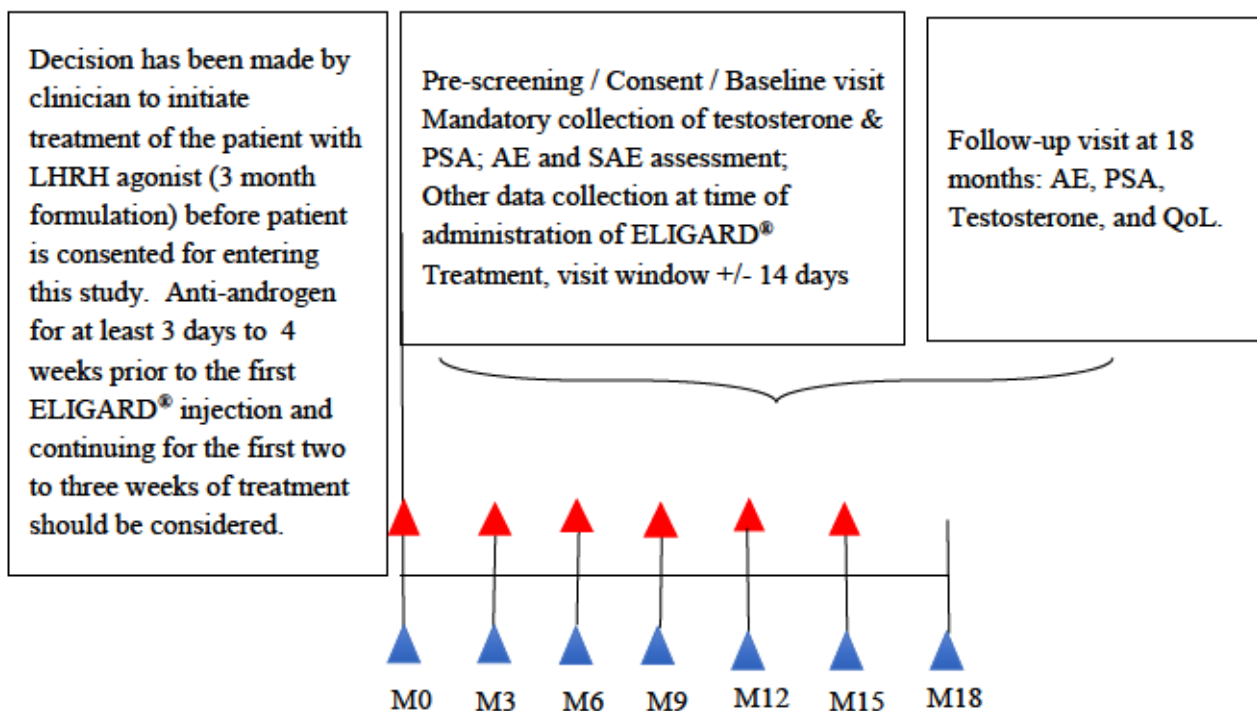 Decision has been made by
clinician to initiate
treatment of the patient with
LHRH agonist (3 month
formulation) before patient
is consented for entering
this study.  Anti-androgen
for at least 3 days to  4
weeks prior to the first
ELIGARD® injection and
continuing for the first two
to three weeks of treatment
should be considered.
Pre-screening / Consent / Baseline visit
Mandatory collection of testosterone &
PSA; AE and SAE assessment;
Other data collection at time of
administration of ELIGARD®
Treatment, visit window +/- 14 days
Follow-up visit at 18
months: AE, PSA,
Testosterone, and QoL.
M0 M3 M6 M9 M12 M15 M18